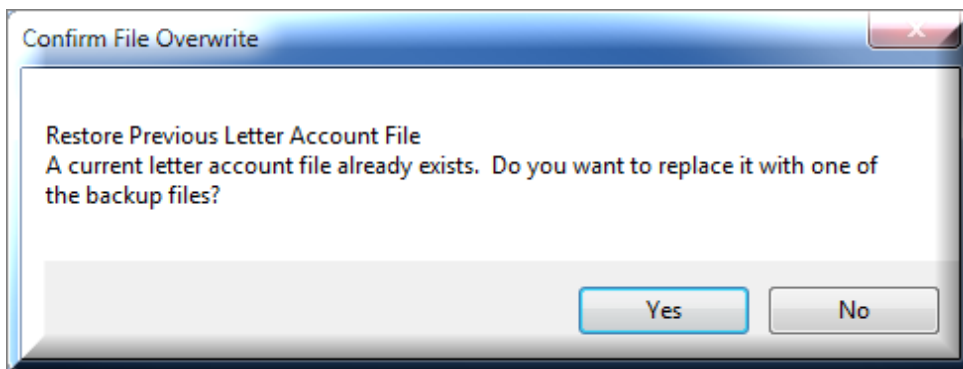 Confirm File Overwrite
Restore Previous Letter Account File
A current letter account file already exists.  Do you want to replace it with one of
the backup files?
Yes
No